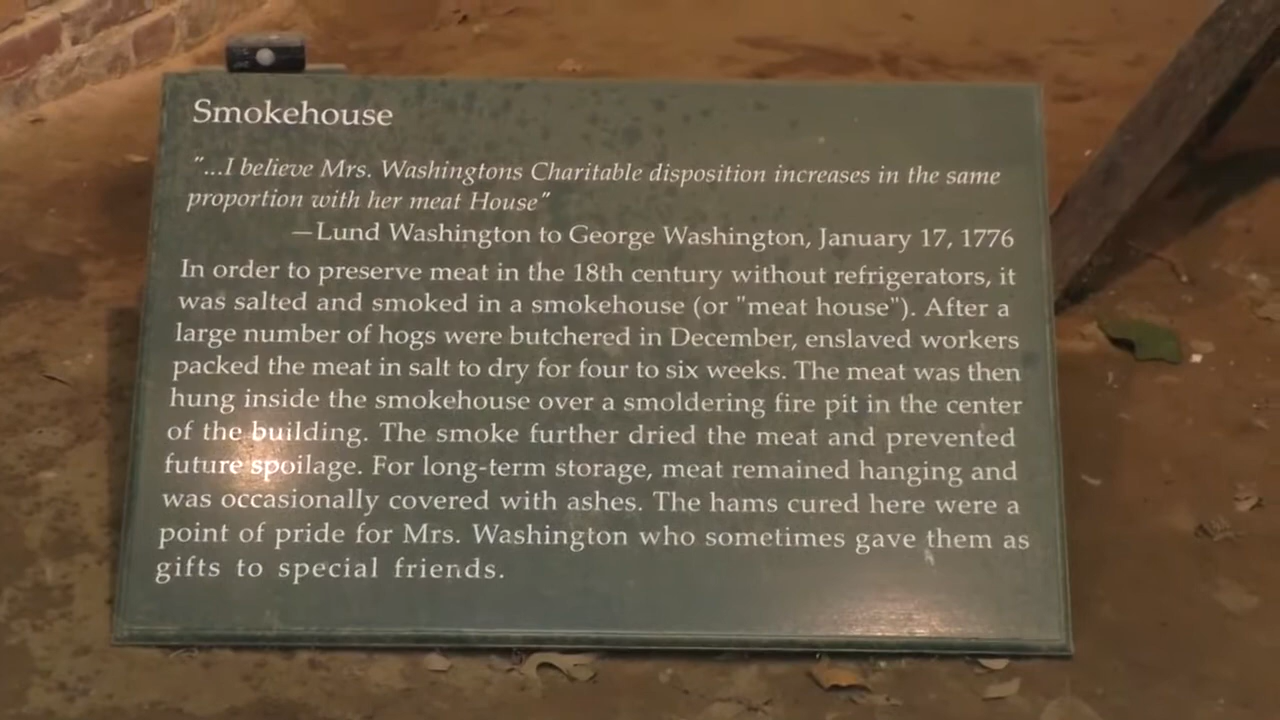 Smokehouse
"...I believe Mrs. Washingtons Charitable disposition increases in the same
proportion with her meat House"
—Lund Washington to George Washington, January 17, 1776
In order to preserve meat in the 18th century without refrigerators, it
was salted and smoked in a smokehouse (or "meat house"). After a
large number of hogs were butchered in December, enslaved workers
packed the meat in salt to dry for four to six weeks. The meat was then
hung inside the smokehouse over a smoldering fire pit in the center
of the building. The smoke further dried the meat and prevented
future spoilage. For long-term storage, meat remained hanging and
was occasionally covered with ashes. The hams cured here were a
point of pride for Mrs. Washington who sometimes gave them as
gifts to special friends.